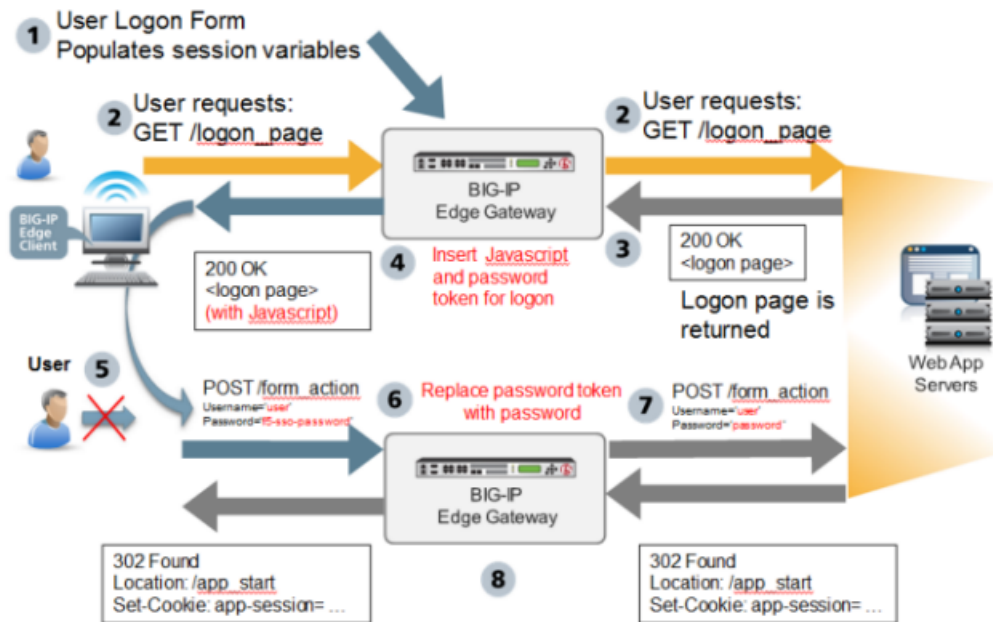 1
User Logon Form
Populates session variables
2
User requests:
GET /logon_page
2
User requests:
GET /logon_page
BIG-IP
Edge Gateway
BIG-IP
Edge
Client
200 OK
<logon page>
(with Javascript)
4
Insert Javascript
and password
token for logon
3
200 OK
<logon page>
Logon page is
returned
Web App
Servers
User
5
POST /form_action
Username='user'
Password='f5-sso-password'
6
Replace password token
with password
7
POST /form_action
Username='user'
Password='password'
BIG-IP
Edge Gateway
302 Found
Location: /app_start
Set-Cookie: app-session= ...
8
302 Found
Location: /app_start
Set-Cookie: app-session= ...